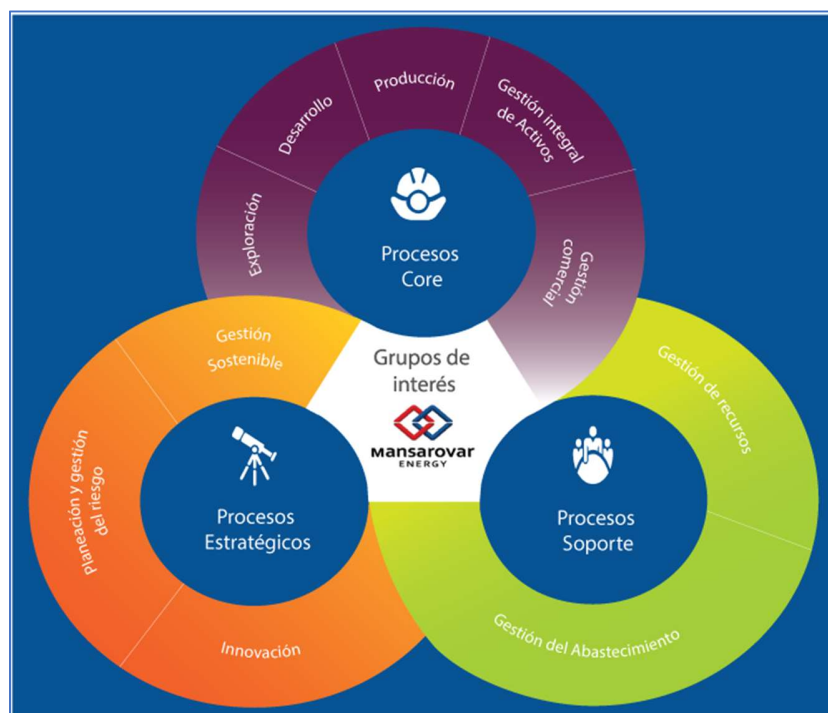 Exploración
Desarrollo
Producción
Gestión integral
de Activos
Gestión
comercial
Procesos
Core
Grupos de
interés
Mansarovar
ENERGY
Gestión
Sostenible
Planeación y gestión
del riesgo
Innovación
Procesos
Estratégicos
Gestión de recursos
Gestión del Abastecimiento
Procesos
Soporte